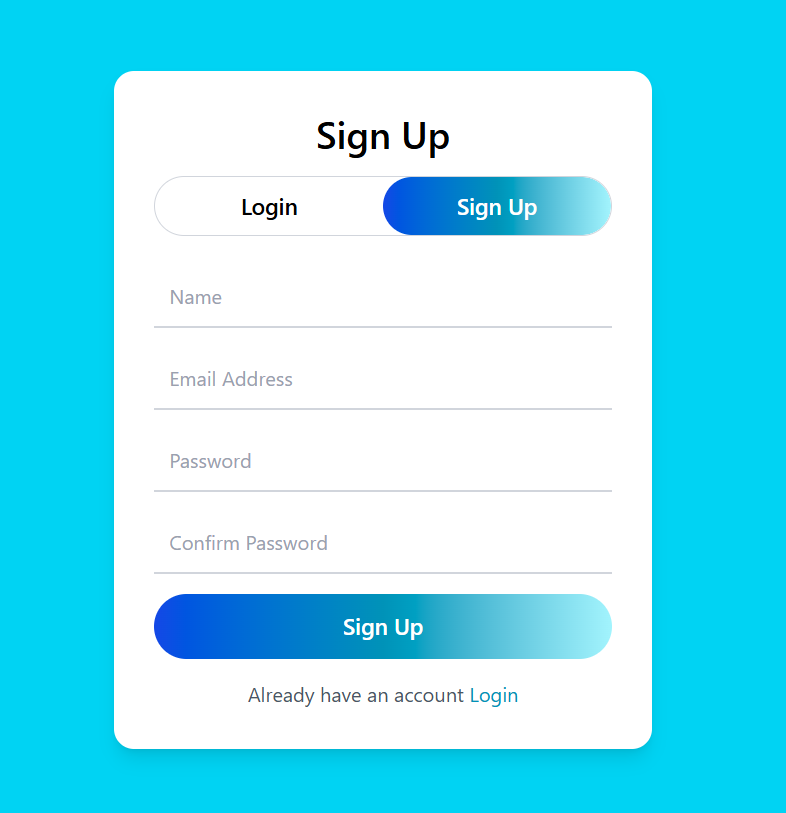 Sign Up
Login Sign Up
Name
Email Address
Password
Confirm Password
Sign Up
Already have an account Login